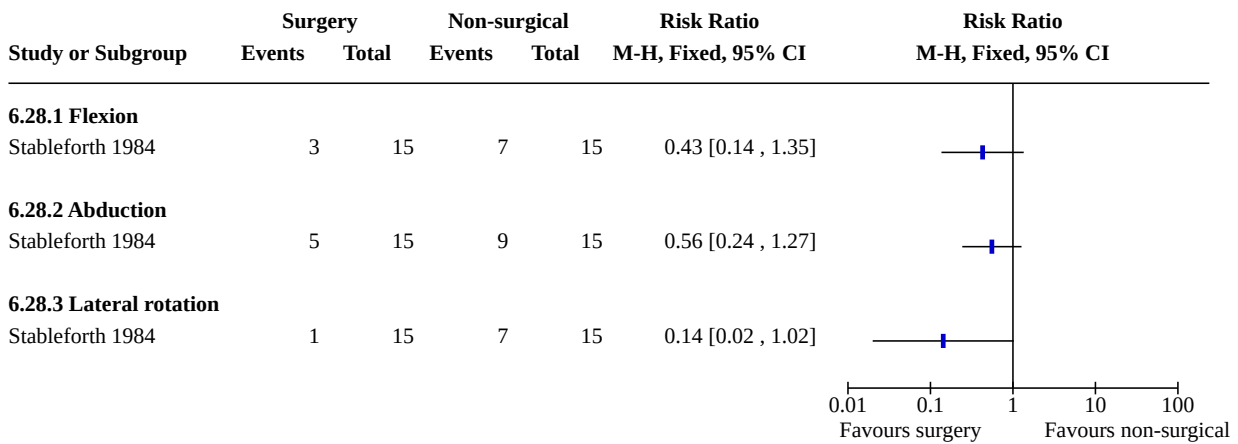 Surgery Non-surgical Risk Ratio Risk Ratio
Study or Subgroup Events Total Events Total M-H, Fixed, 95% CI M-H, Fixed, 95% CI
6.28.1 Flexion
Stableforth 1984 3 15 7 15 0.43 [0.14 , 1.35]
6.28.2 Abduction
Stableforth 1984 5 15 9 15 0.56 [0.24 , 1.27]
6.28.3 Lateral rotation
Stableforth 1984 1 15 7 15 0.14 [0.02 , 1.02]
0.01 0.1 1 10 100
Favours surgery Favours non-surgical